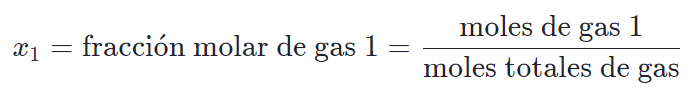 x₁ = fracción molar de gas 1 = moles de gas 1 / moles totales de gas